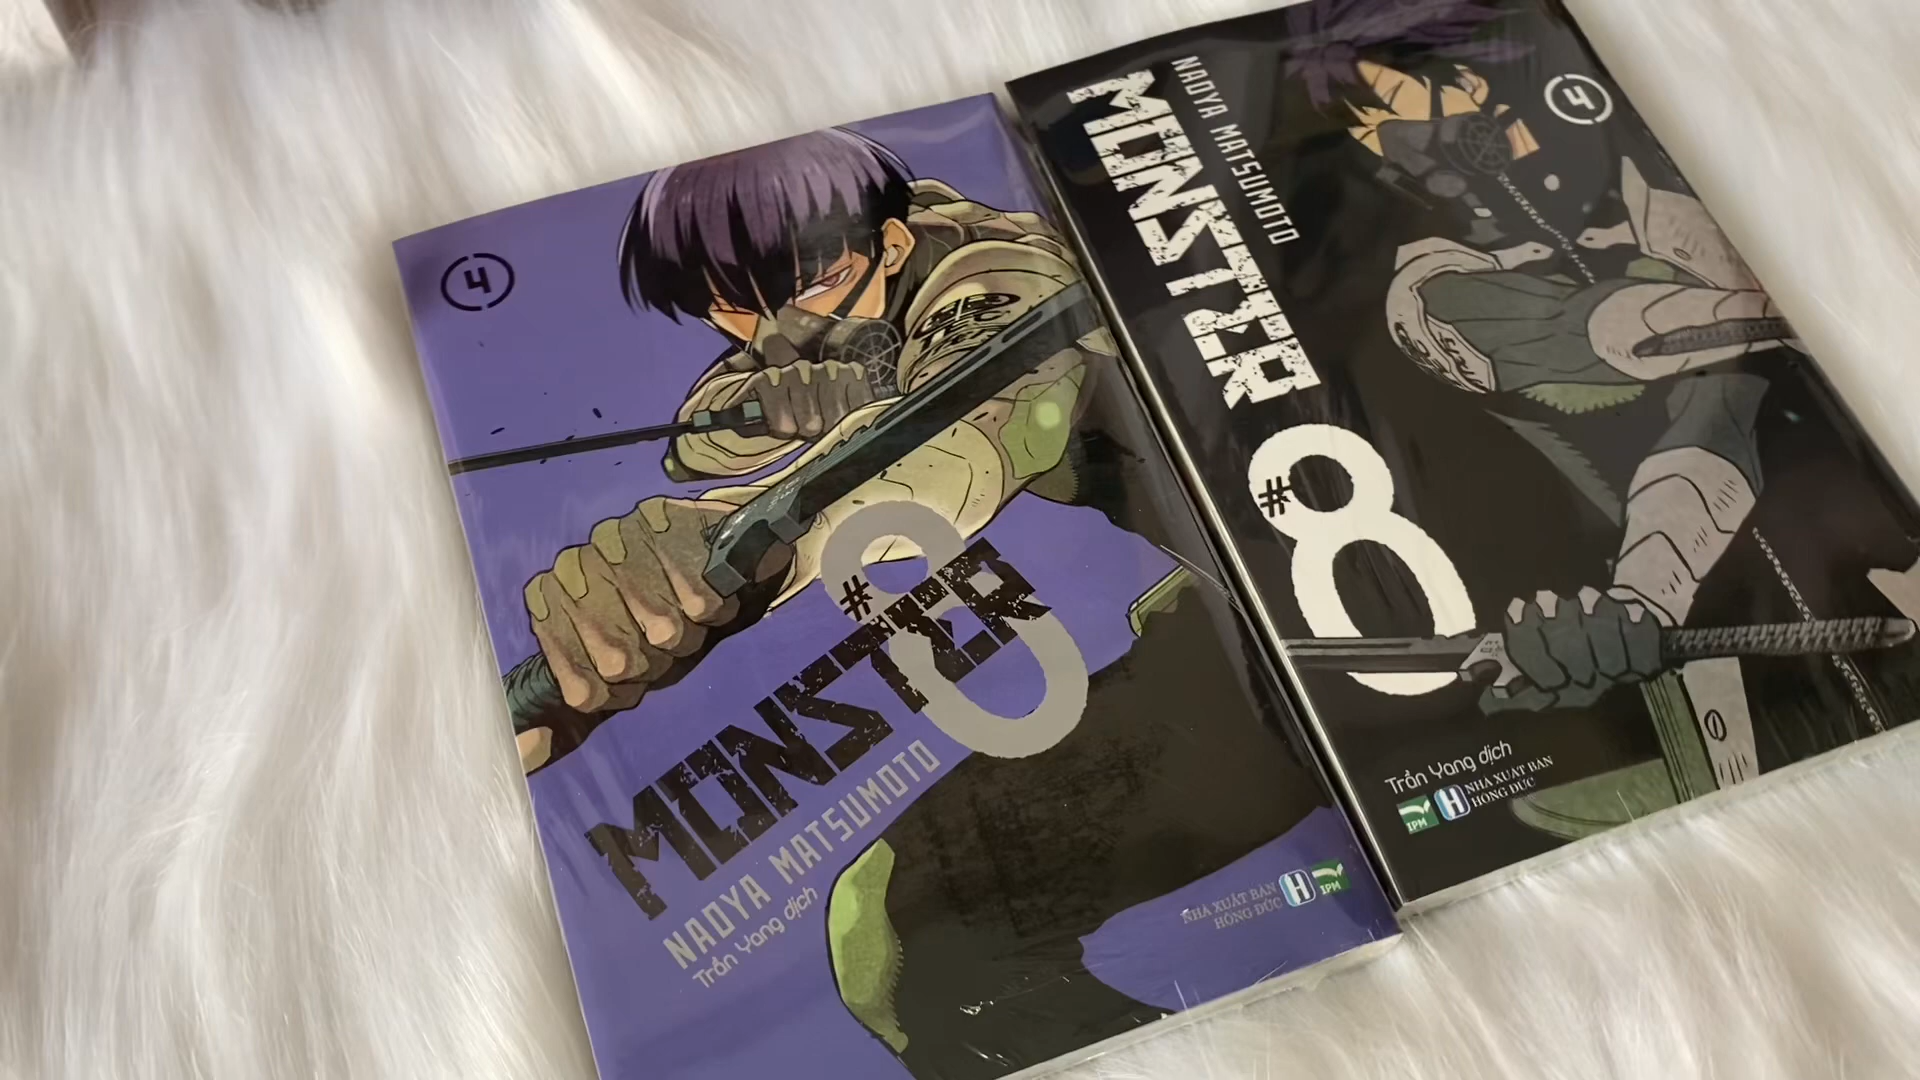 4
#8
MONSTER
NAOYA MATSUMOTO
Trần Yang dịch
NHÀ XUẤT BẢN
HỒNG ĐỨC
H
IPM
NAOYA MATSUMOTO
MONSTER
#8
4
Trần Yang dịch
IPM
H
NHÀ XUẤT BẢN
HỒNG ĐỨC